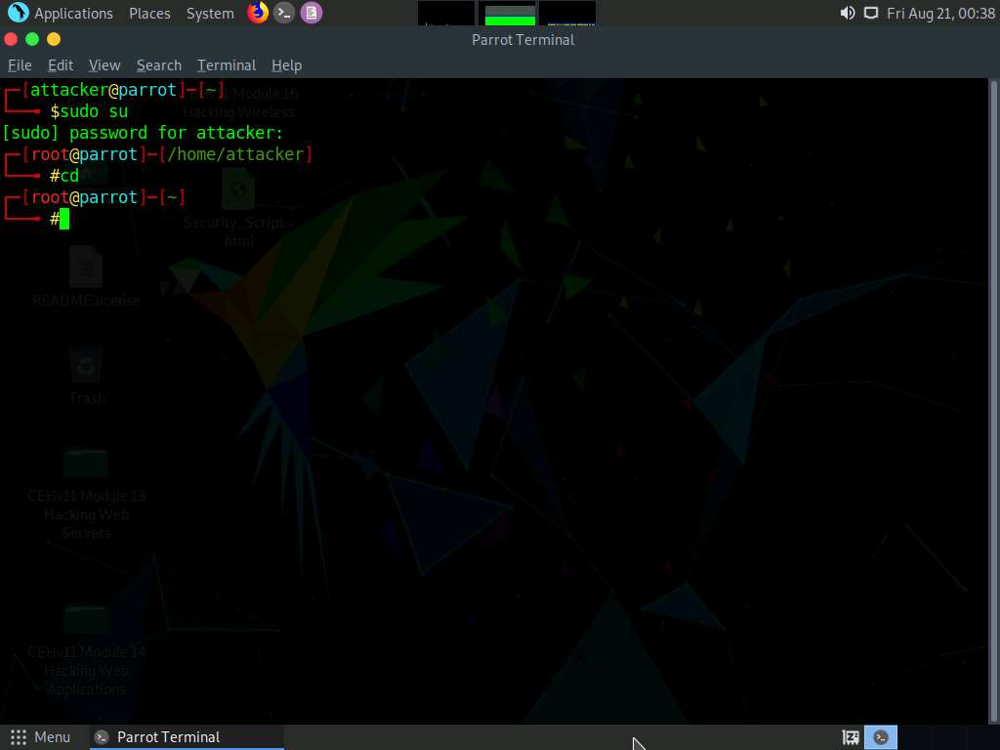 Applications Places System Fri Aug 21, 00:38
Parrot Terminal
File Edit View Search Terminal Help
[attacker@parrot]-[~]
$sudo su
[sudo] password for attacker:
[root@parrot]-[/home/attacker]
#cd
[root@parrot]-[~]
#
Module 16
Hacking Wireless
Security_Script.-
html
README.license
Trash
CEHv11 Module 13
Hacking Web
Servers
CEHv11 Module 14
Hacking Web
Applications
Menu Parrot Terminal